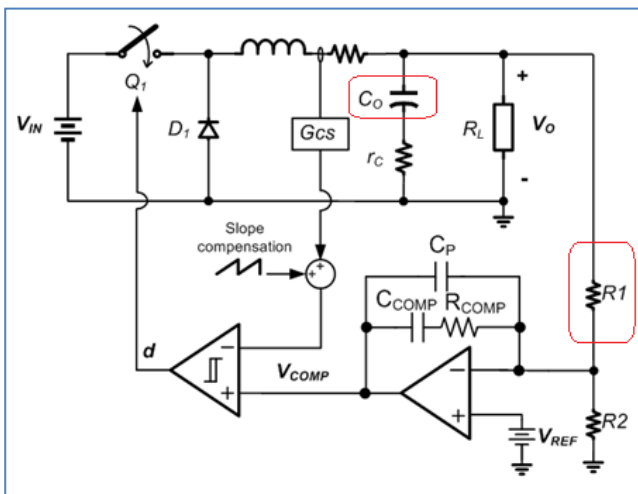 Q1
VIN
D1
Gcs
CO
rC
RL
+
VO
-
Slope
compensation
+
+
CP
CCOMP
RCOMP
R1
d
−
+
VCOMP
−
+
VREF
R2